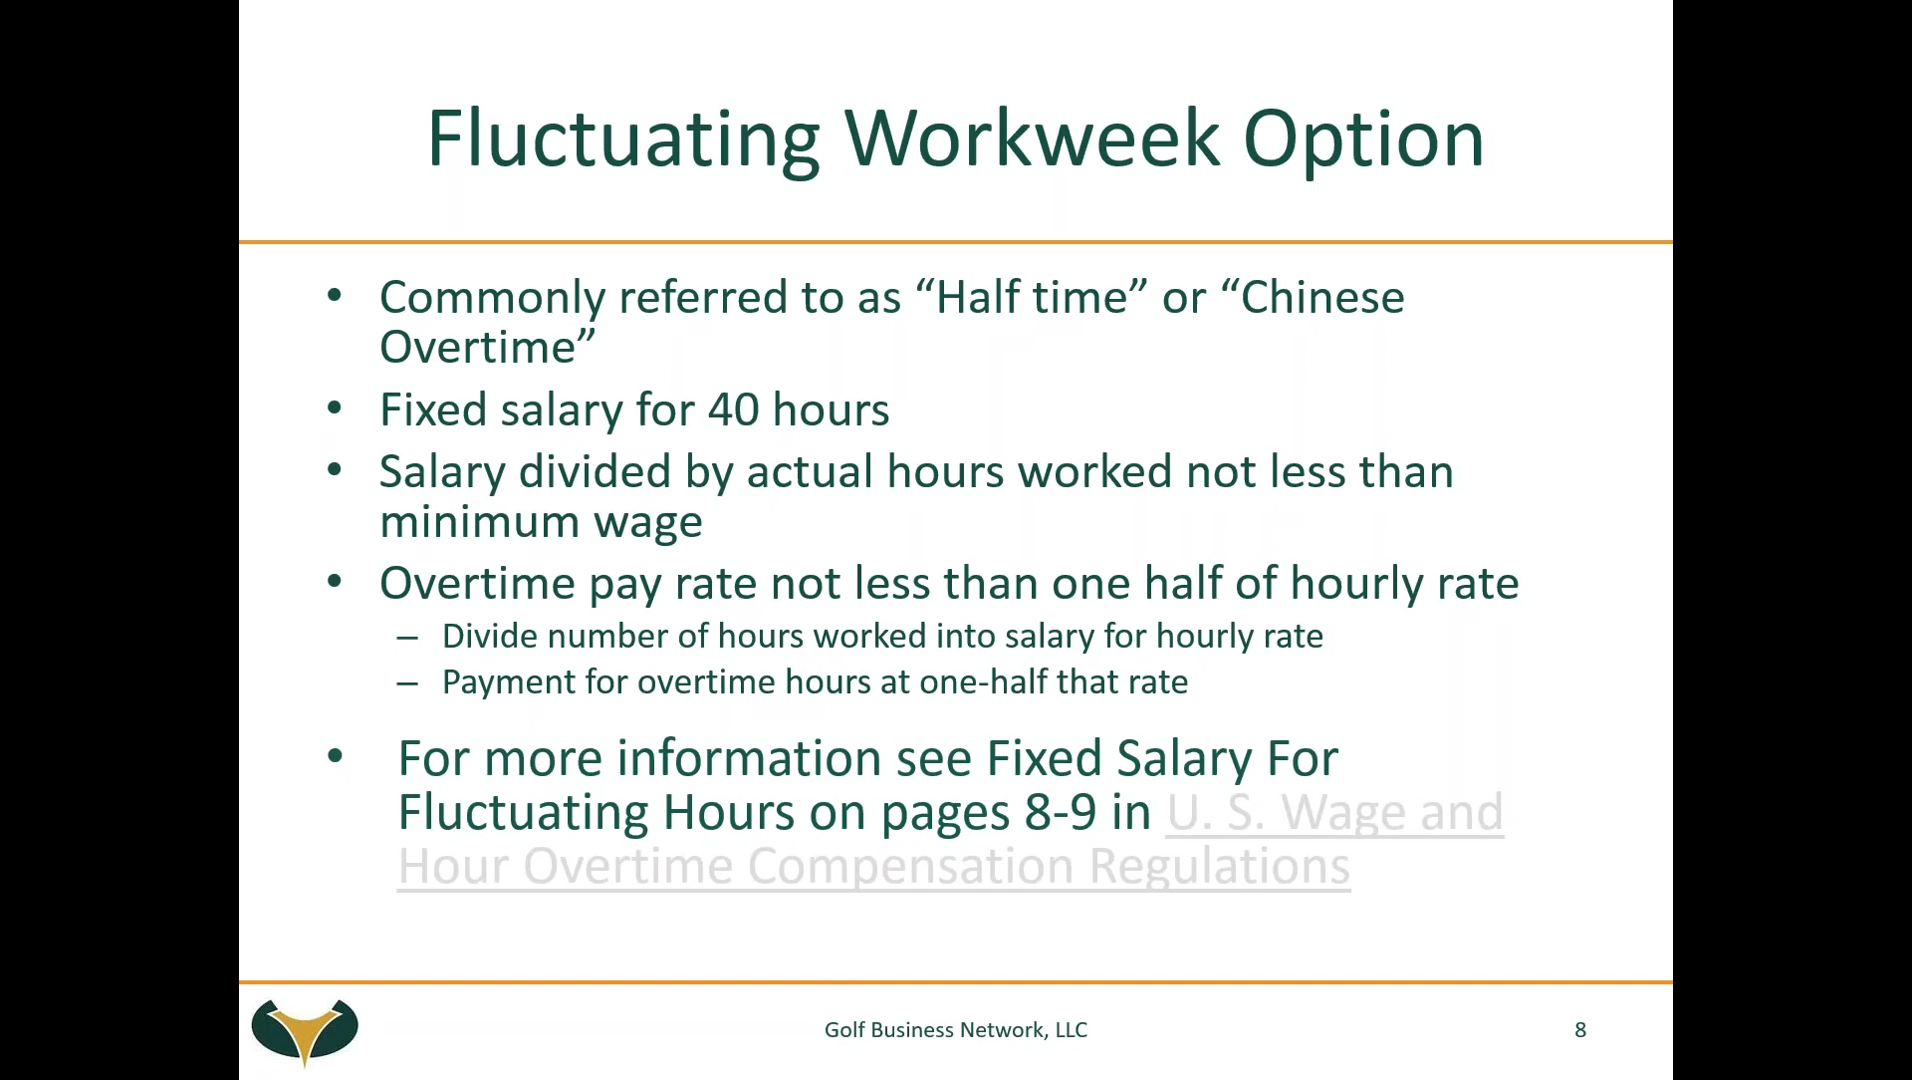 Fluctuating Workweek Option
• Commonly referred to as “Half time” or “Chinese
Overtime”
• Fixed salary for 40 hours
• Salary divided by actual hours worked not less than
minimum wage
• Overtime pay rate not less than one half of hourly rate
– Divide number of hours worked into salary for hourly rate
– Payment for overtime hours at one-half that rate
• For more information see Fixed Salary For
Fluctuating Hours on pages 8-9 in U. S. Wage and
Hour Overtime Compensation Regulations
Golf Business Network, LLC
8